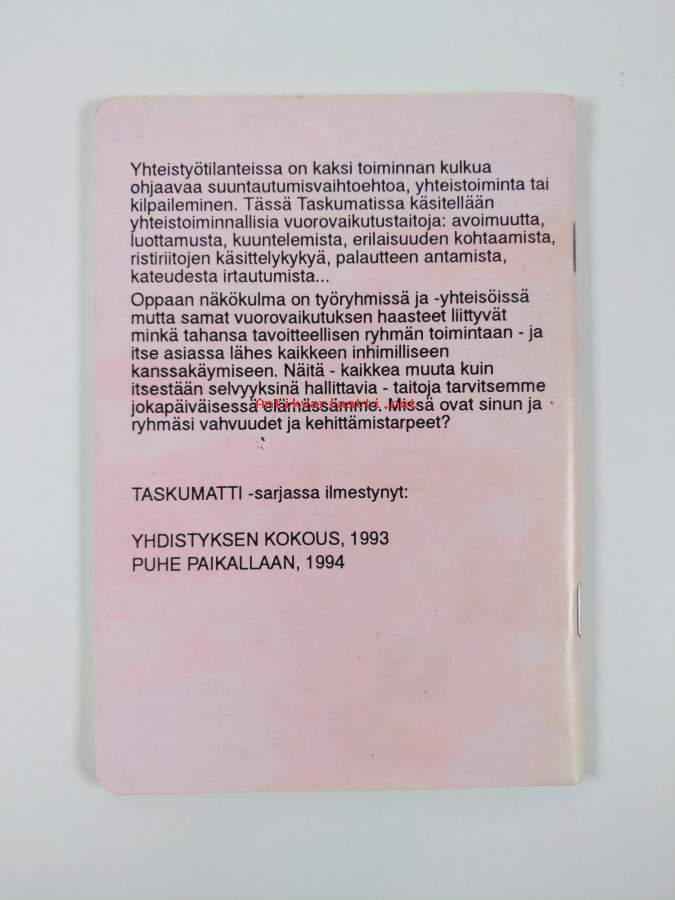 Yhteistyötilanteissa on kaksi toiminnan kulkua
ohjaavaa suuntautumisvaihtoehtoa, yhteistoiminta tai
kilpaileminen. Tässä Taskumatissa käsitellään
yhteistoiminnallisia vuorovaikutustaitoja: avoimuutta,
luottamusta, kuuntelemista, erilaisuuden kohtaamista,
ristiriitojen käsittelykykyä, palautteen antamista,
kateudesta irtautumista...
Oppaan näkökulma on työryhmissä ja -yhteisöissä
mutta samat vuorovaikutuksen haasteet liittyvät
minkä tahansa tavoitteellisen ryhmän toimintaan - ja
itse asiassa lähes kaikkeen inhimilliseen
kanssakäymiseen. Näitä - kaikkea muuta kuin
itsestään selvyyksinä hallittavia - taitoja tarvitsemme
jokapäiväisessä elämässämme. Missä ovat sinun ja
Antikvariaatti.net
ryhmäsi vahvuudet ja kehittämistarpeet?
TASKUMATTI -sarjassa ilmestynyt:
YHDISTYKSEN KOKOUS, 1993
PUHE PAIKALLAAN, 1994